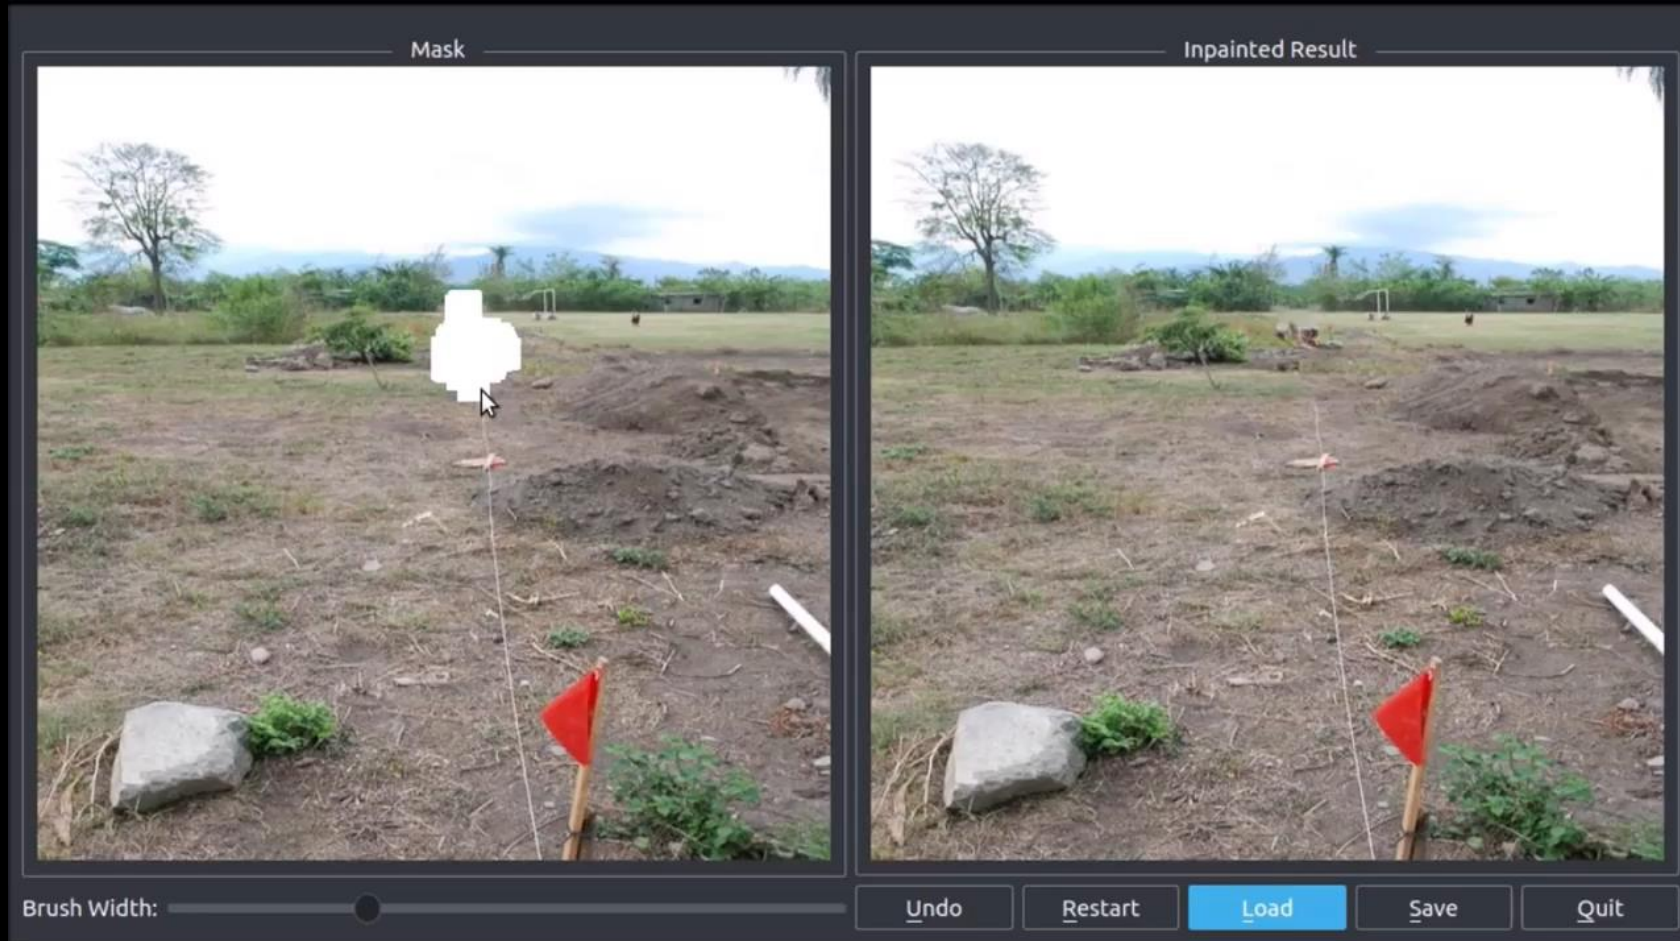 Mask
Inpainted Result
Brush Width:
Undo
Restart
Load
Save
Quit